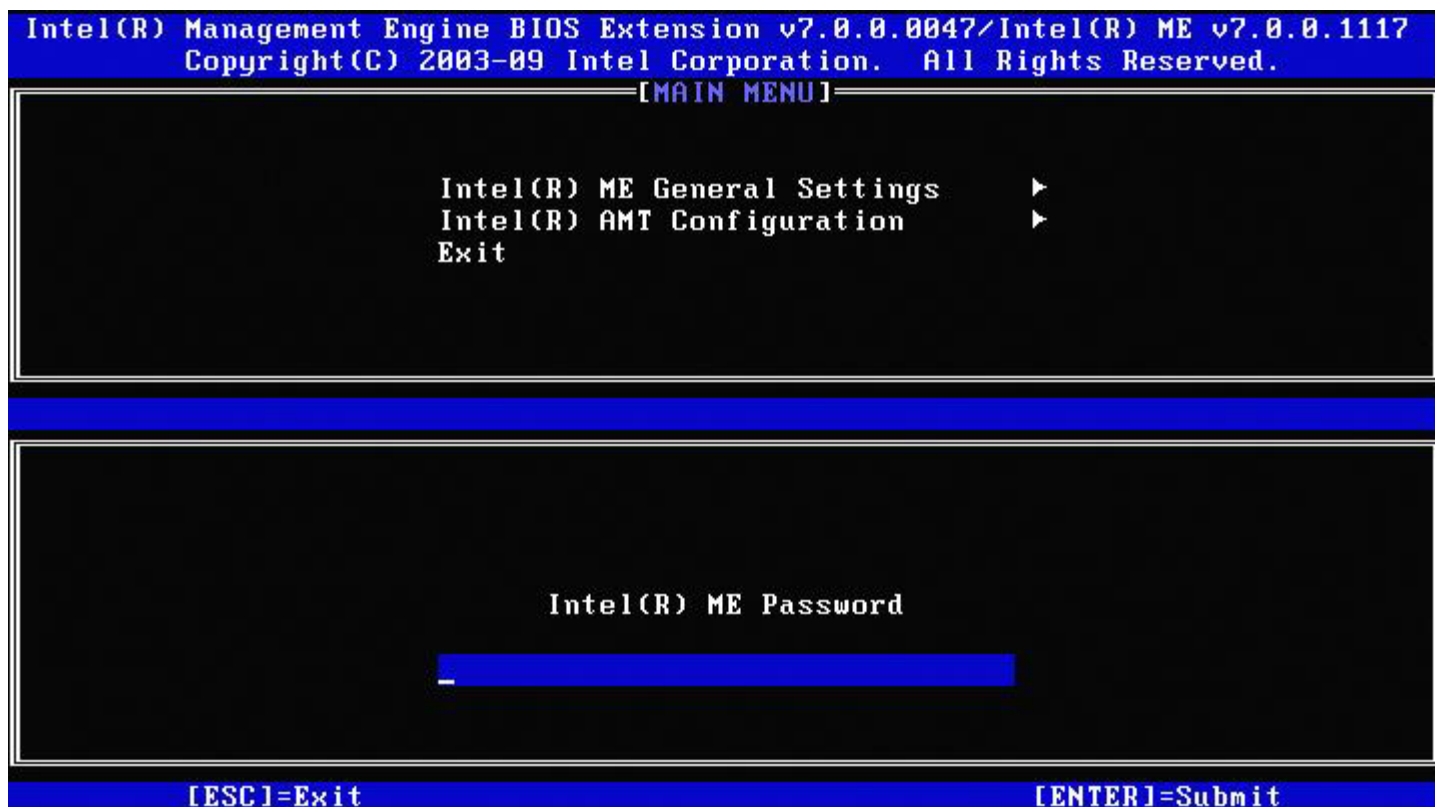 Intel(R) Management Engine BIOS Extension v7.0.0.0047/Intel(R) ME v7.0.0.1117
Copyright(C) 2003-09 Intel Corporation. All Rights Reserved.
[MAIN MENU]
Intel(R) ME General Settings ►
Intel(R) AMT Configuration ►
Exit
Intel(R) ME Password
[ESC]=Exit [ENTER]=Submit